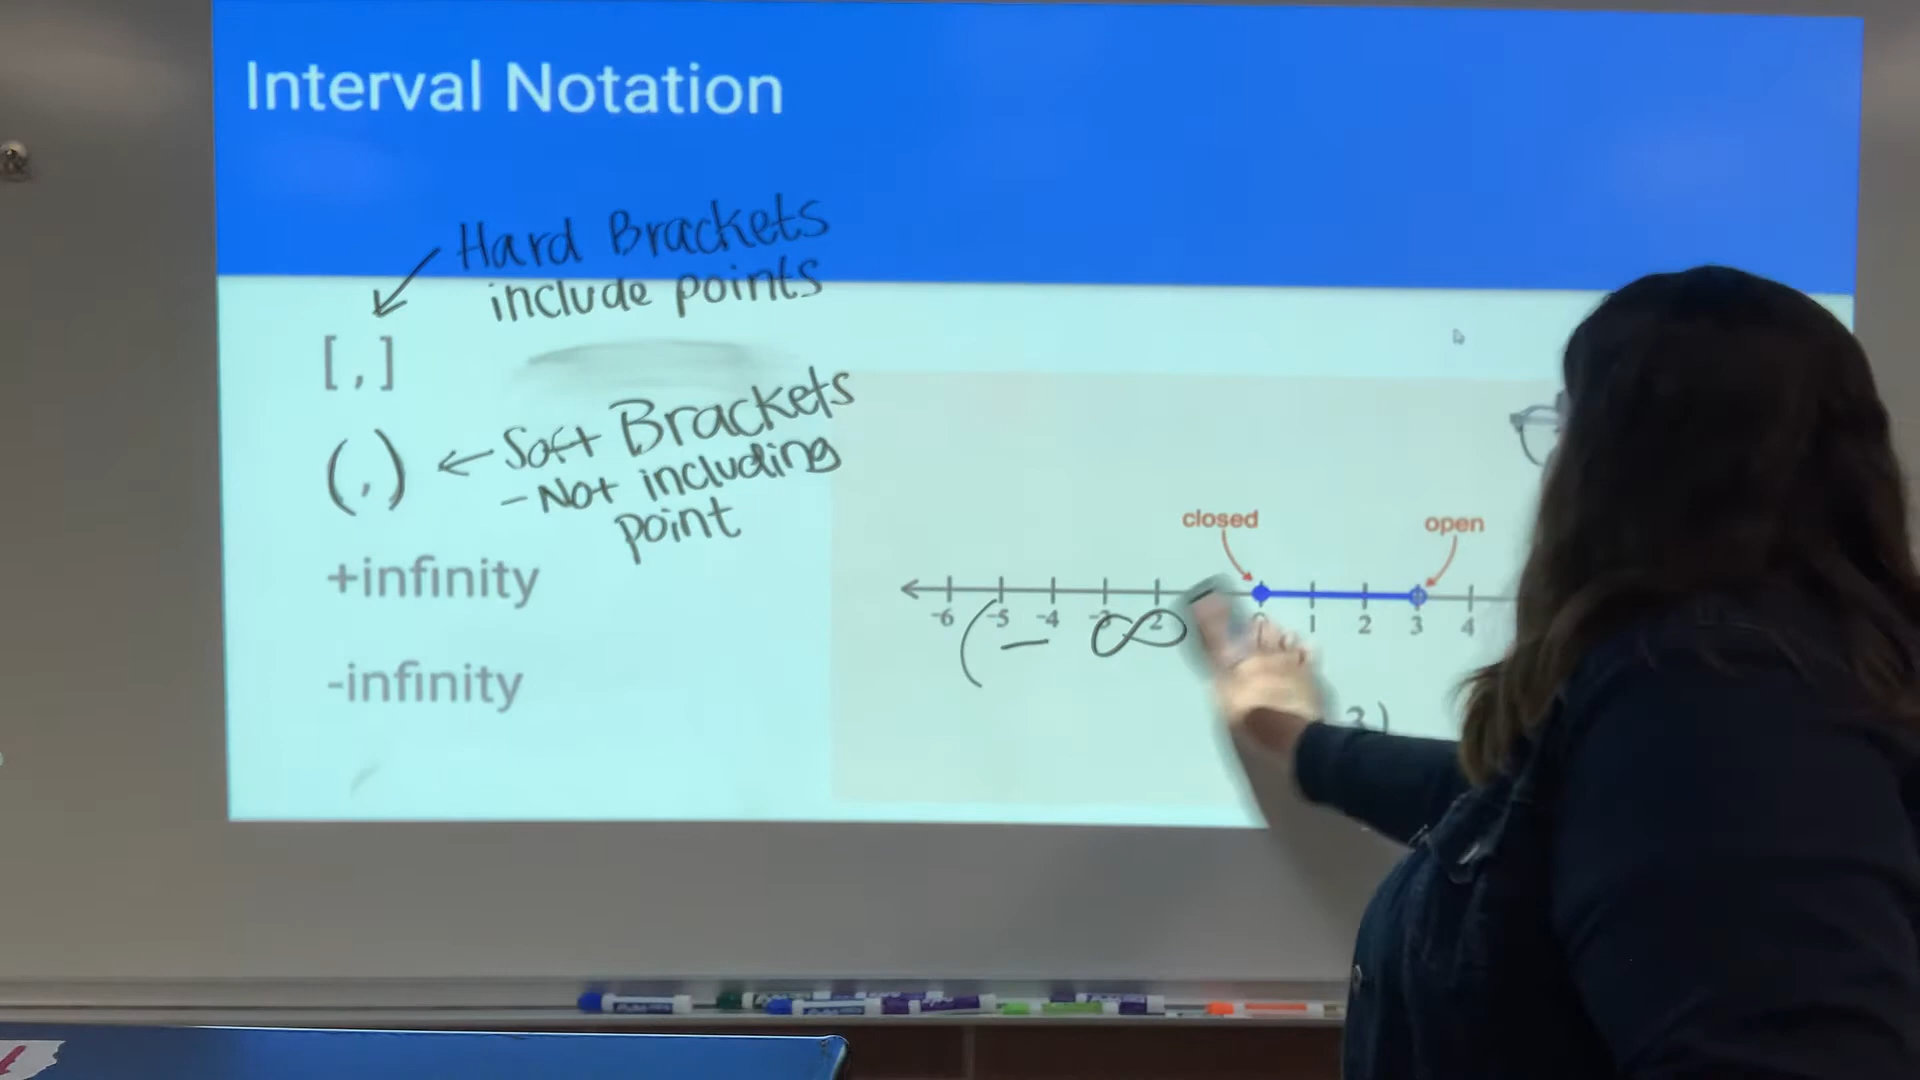 Interval Notation
Hard Brackets
include points
[,]
Soft Brackets
(,)
- Not including
point
+infinity
-infinity
closed
open
-6 -5 -4 -3 2 1 2 3 4
(- ∞
3)